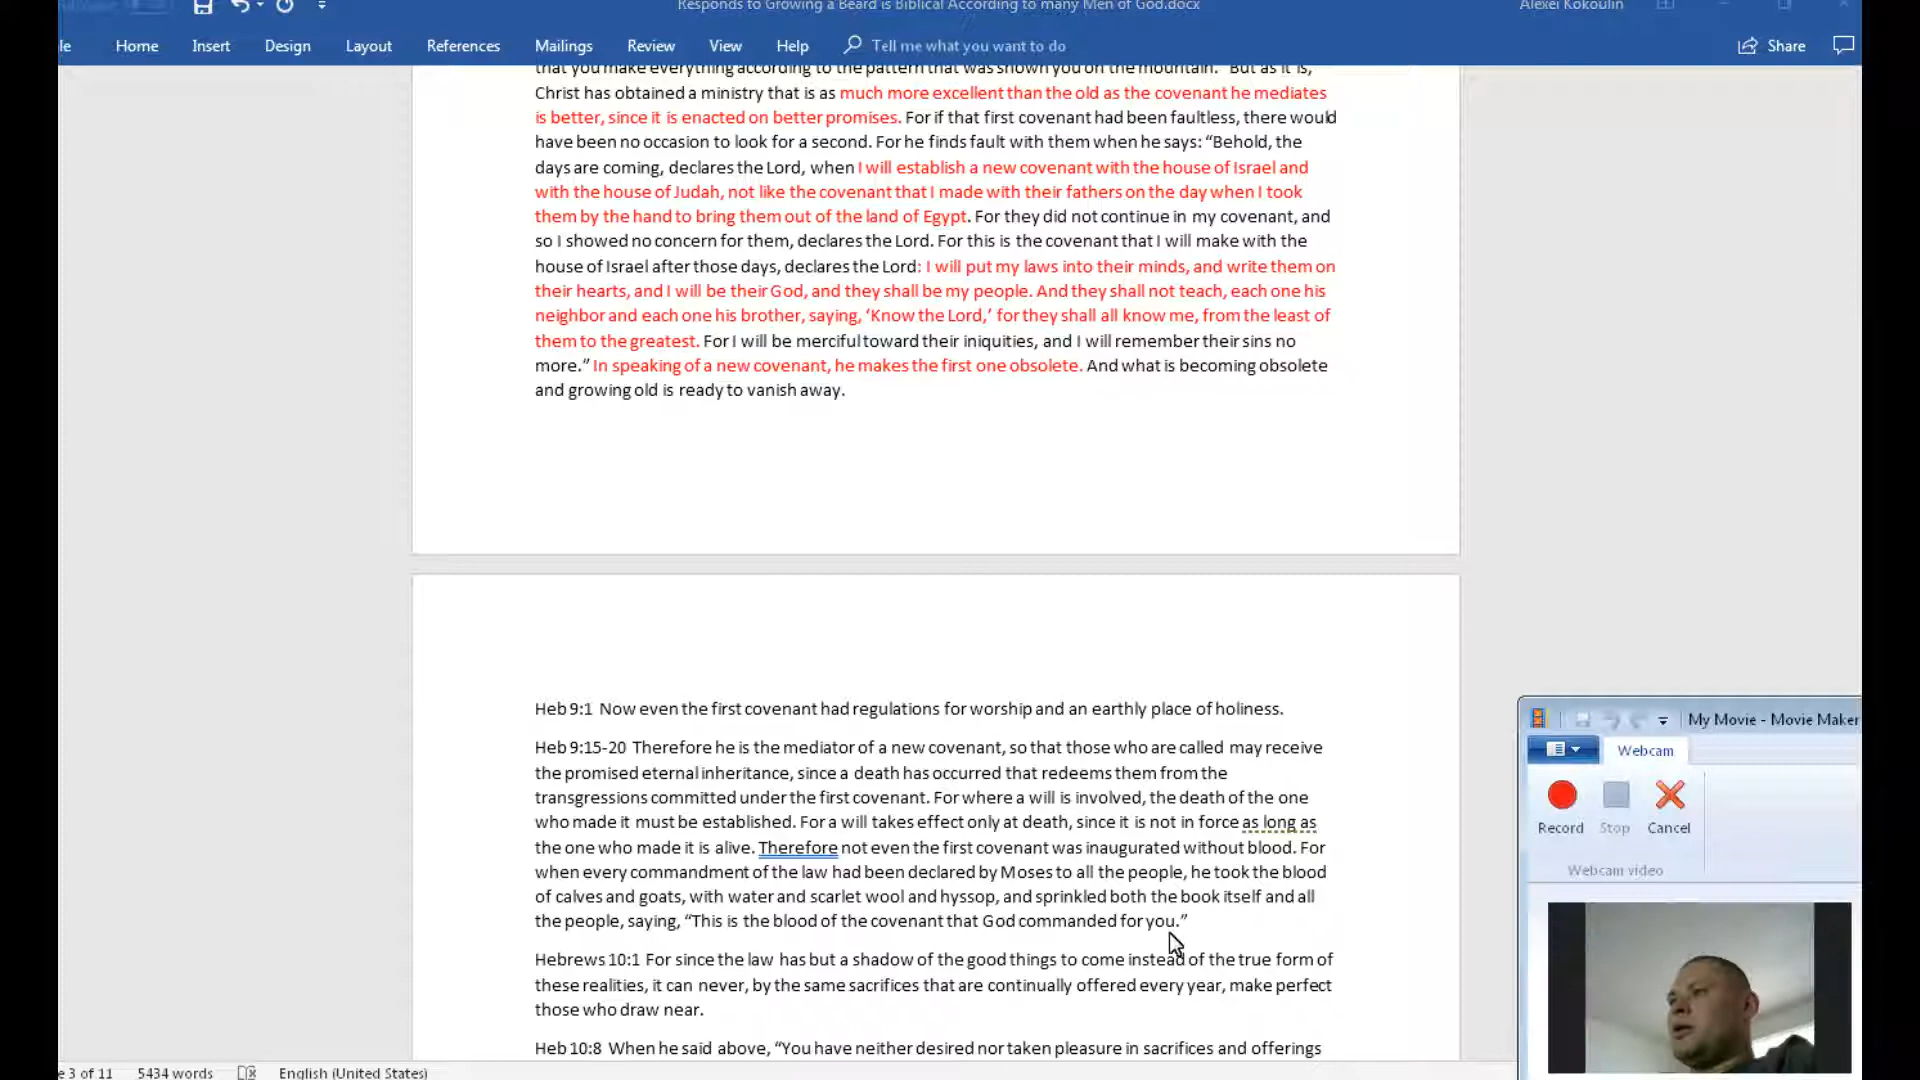 Responds to Growing a Beard is Biblical According to many Men of God.docx
Alexei Kokoulin
le Home Insert Design Layout References Mailings Review View Help Tell me what you want to do Share
that you make everything according to the pattern that was shown you on the mountain.” But as it is,
Christ has obtained a ministry that is as much more excellent than the old as the covenant he mediates
is better, since it is enacted on better promises. For if that first covenant had been faultless, there would
have been no occasion to look for a second. For he finds fault with them when he says: “Behold, the
days are coming, declares the Lord, when I will establish a new covenant with the house of Israel and
with the house of Judah, not like the covenant that I made with their fathers on the day when I took
them by the hand to bring them out of the land of Egypt. For they did not continue in my covenant, and
so I showed no concern for them, declares the Lord. For this is the covenant that I will make with the
house of Israel after those days, declares the Lord: I will put my laws into their minds, and write them on
their hearts, and I will be their God, and they shall be my people. And they shall not teach, each one his
neighbor and each one his brother, saying, ‘Know the Lord,’ for they shall all know me, from the least of
them to the greatest. For I will be merciful toward their iniquities, and I will remember their sins no
more.” In speaking of a new covenant, he makes the first one obsolete. And what is becoming obsolete
and growing old is ready to vanish away.
Heb 9:1 Now even the first covenant had regulations for worship and an earthly place of holiness.
Heb 9:15-20 Therefore he is the mediator of a new covenant, so that those who are called may receive
the promised eternal inheritance, since a death has occurred that redeems them from the
transgressions committed under the first covenant. For where a will is involved, the death of the one
who made it must be established. For a will takes effect only at death, since it is not in force as long as
the one who made it is alive. Therefore not even the first covenant was inaugurated without blood. For
when every commandment of the law had been declared by Moses to all the people, he took the blood
of calves and goats, with water and scarlet wool and hyssop, and sprinkled both the book itself and all
the people, saying, “This is the blood of the covenant that God commanded for you.”
Hebrews 10:1 For since the law has but a shadow of the good things to come instead of the true form of
these realities, it can never, by the same sacrifices that are continually offered every year, make perfect
those who draw near.
Heb 10:8 When he said above, “You have neither desired nor taken pleasure in sacrifices and offerings
My Movie - Movie Maker
Webcam
Record Stop Cancel
Webcam video
e 3 of 11 5434 words English (United States)